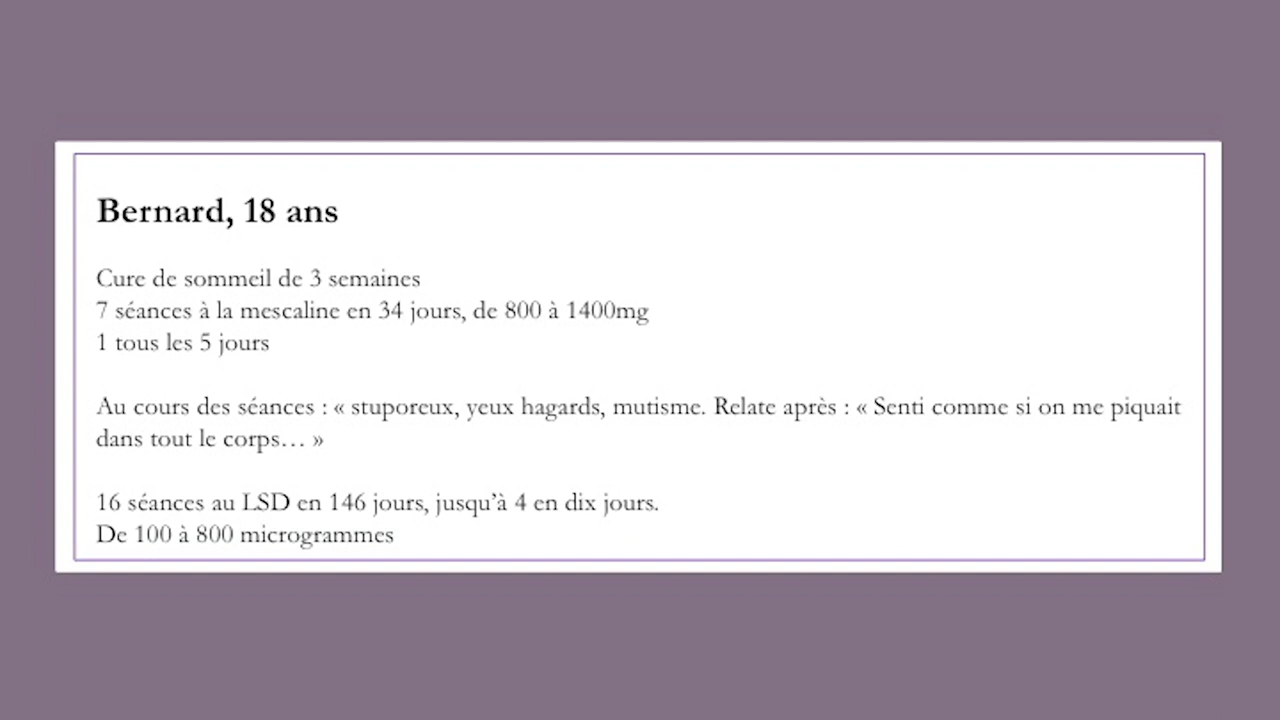 Bernard, 18 ans
Cure de sommeil de 3 semaines
7 séances à la mescaline en 34 jours, de 800 à 1400mg
1 tous les 5 jours
Au cours des séances : « stuporeux, yeux hagards, mutisme. Relate après : « Senti comme si on me piquait
dans tout le corps… »
16 séances au LSD en 146 jours, jusqu’à 4 en dix jours.
De 100 à 800 microgrammes